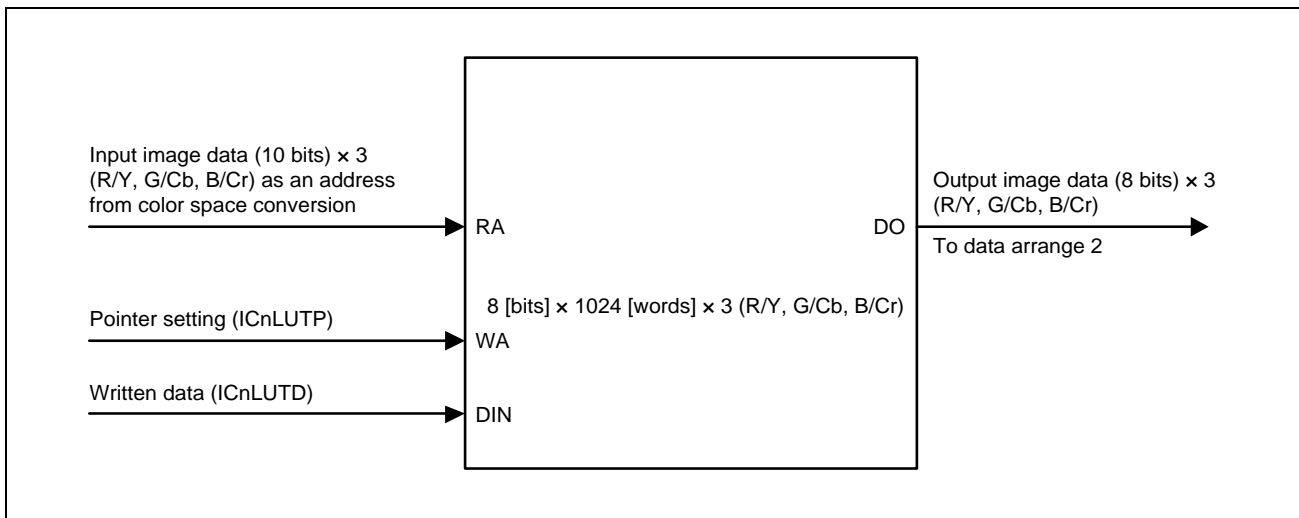 Input image data (10 bits) × 3
(R/Y, G/Cb, B/Cr) as an address
from color space conversion
RA
DO
Output image data (8 bits) × 3
(R/Y, G/Cb, B/Cr)
To data arrange 2
8 [bits] × 1024 [words] × 3 (R/Y, G/Cb, B/Cr)
Pointer setting (ICnLUTP)
WA
Written data (ICnLUTD)
DIN